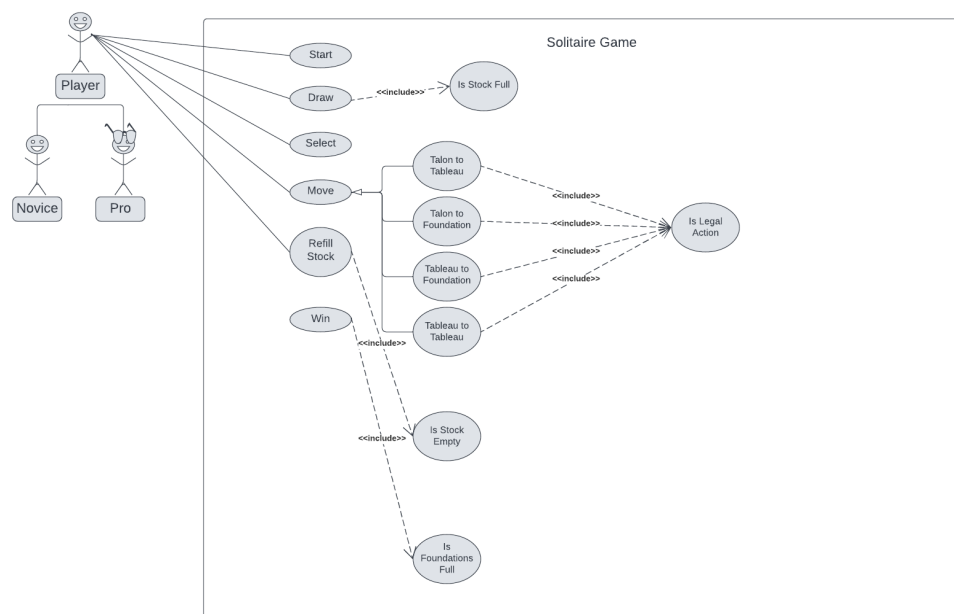 Solitaire Game
Player
Novice
Pro
Start
Draw
<<include>>
Is Stock Full
Select
Move
Talon to
Tableau
<<include>>
Talon to
Foundation
<<include>>
Is Legal
Action
Refill
Stock
Tableau to
Foundation
<<include>>
<<include>>
Win
Tableau to
Tableau
<<include>>
Is Stock
Empty
<<include>>
Is
Foundations
Full